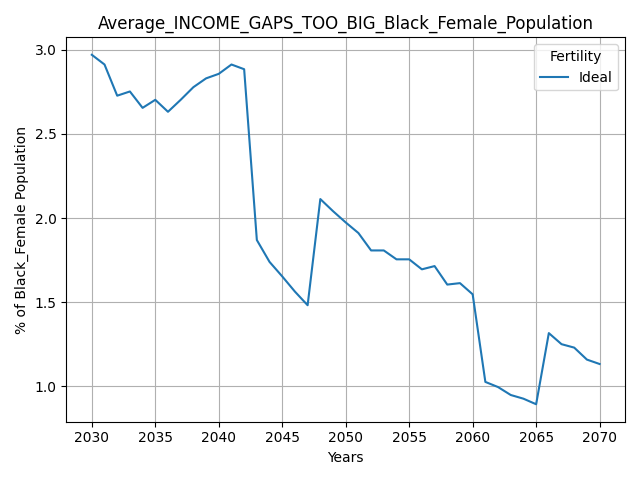 Average_INCOME_GAPS_TOO_BIG_Black_Female_Population
Fertility
Ideal
% of Black_Female Population
3.0
2.5
2.0
1.5
1.0
2030 2035 2040 2045 2050 2055 2060 2065 2070
Years